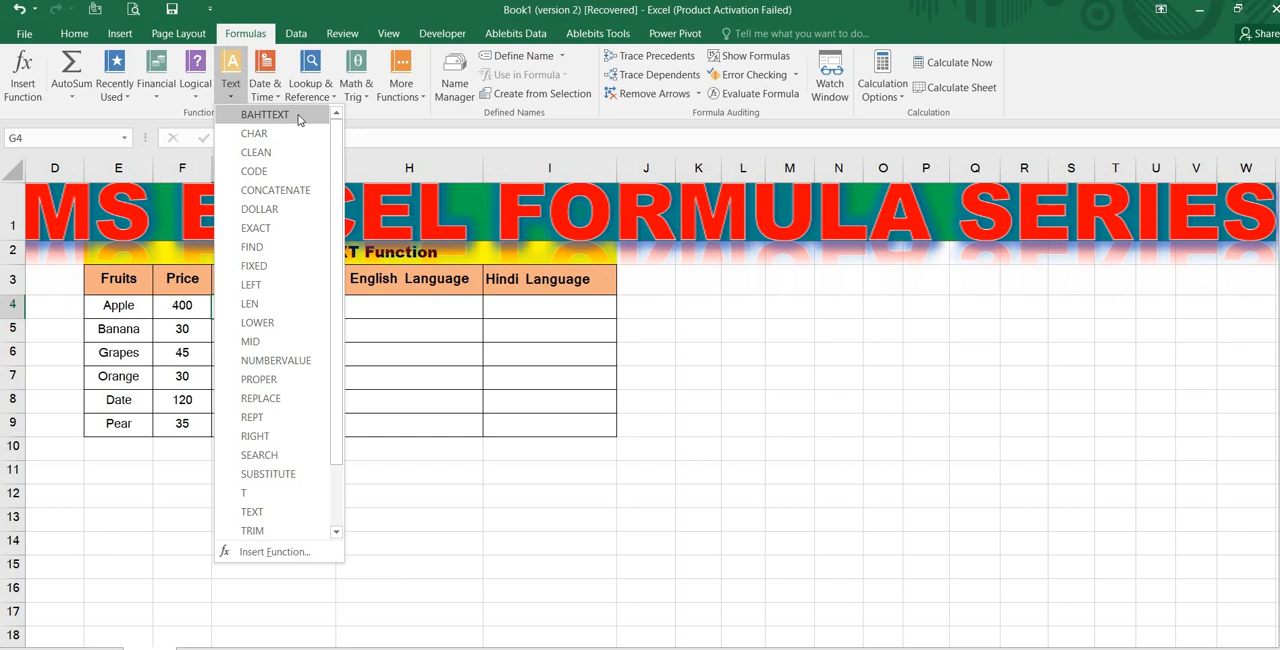 Book1 (version 2) [Recovered] - Excel (Product Activation Failed)
File Home Insert Page Layout Formulas Data Review View Developer Ablebits Data Ablebits Tools Power Pivot Tell me what you want to do... Share
fx Insert Function
Σ AutoSum
Recently Used
Financial
Logical
A Text
Date & Time
Lookup & Reference
θ Math & Trig
More Functions
Name Manager
Define Name
Use in Formula
Create from Selection
Defined Names
Trace Precedents
Trace Dependents
Remove Arrows
Show Formulas
Error Checking
Evaluate Formula
Formula Auditing
Watch Window
Calculation Options
Calculate Now
Calculate Sheet
Calculation
G4
BAHTTEXT
CHAR
CLEAN
CODE
CONCATENATE
DOLLAR
EXACT
FIND
FIXED
LEFT
LEN
LOWER
MID
NUMBERVALUE
PROPER
REPLACE
REPT
RIGHT
SEARCH
SUBSTITUTE
T
TEXT
TRIM
fx Insert Function...
D E F H I J K L M N O P Q R S T U V W
1 MS E CEL FORMULA SERIES
2 XT Function
3 Fruits Price English Language Hindi Language
4 Apple 400
5 Banana 30
6 Grapes 45
7 Orange 30
8 Date 120
9 Pear 35
10
11
12
13
14
15
16
17
18